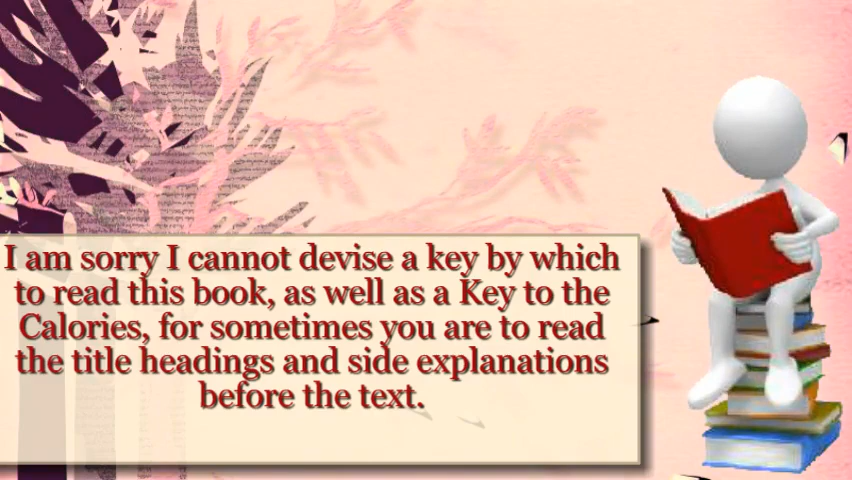 I am sorry I cannot devise a key by which
to read this book, as well as a Key to the
Calories, for sometimes you are to read
the title headings and side explanations
before the text.